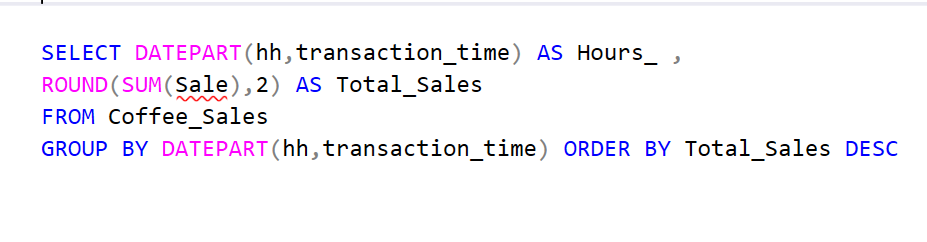 SELECT DATEPART(hh,transaction_time) AS Hours_ ,
ROUND(SUM(Sale),2) AS Total_Sales
FROM Coffee_Sales
GROUP BY DATEPART(hh,transaction_time) ORDER BY Total_Sales DESC